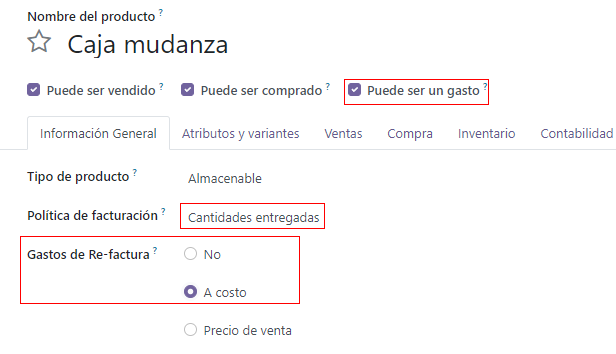 Nombre del producto ?
Caja mudanza
Puede ser vendido ? Puede ser comprado ? Puede ser un gasto ?
Información General Atributos y variantes Ventas Compra Inventario Contabilidad
Tipo de producto ? Almacenable
Política de facturación ? Cantidades entregadas
Gastos de Re-factura ? No
A costo
Precio de venta